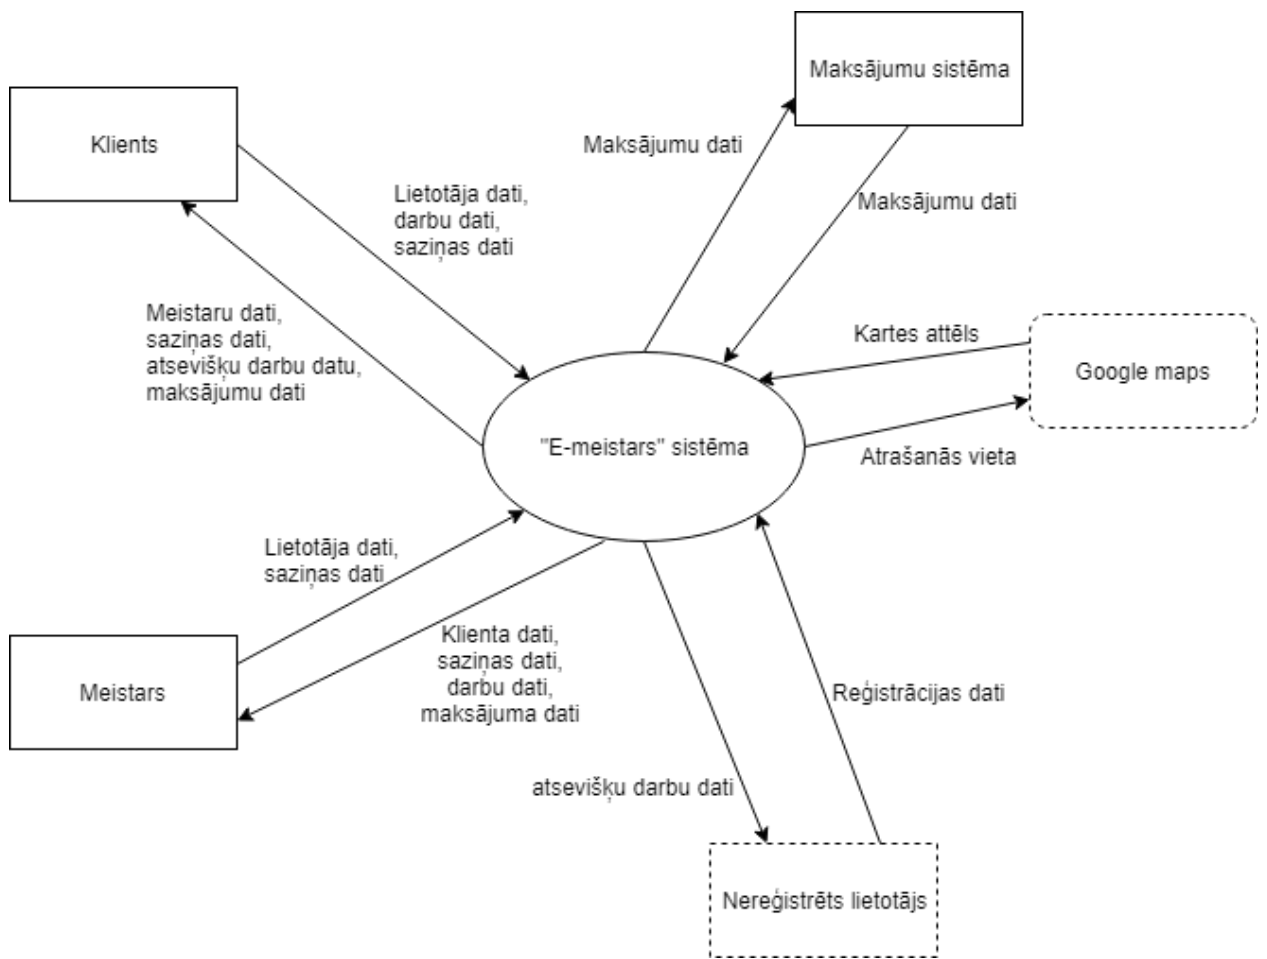 Maksājumu sistēma
Klients
Maksājumu dati
Lietotāja dati,
darbu dati,
saziņas dati
Maksājumu dati
Meistaru dati,
saziņas dati,
atsevišķu darbu datu,
maksājumu dati
Kartes attēls
Google maps
"E-meistars" sistēma
Atrašanās vieta
Lietotāja dati,
saziņas dati
Klienta dati,
saziņas dati,
darbu dati,
maksājuma dati
Meistars
Reģistrācijas dati
atsevišķu darbu dati
Nereģistrēts lietotājs